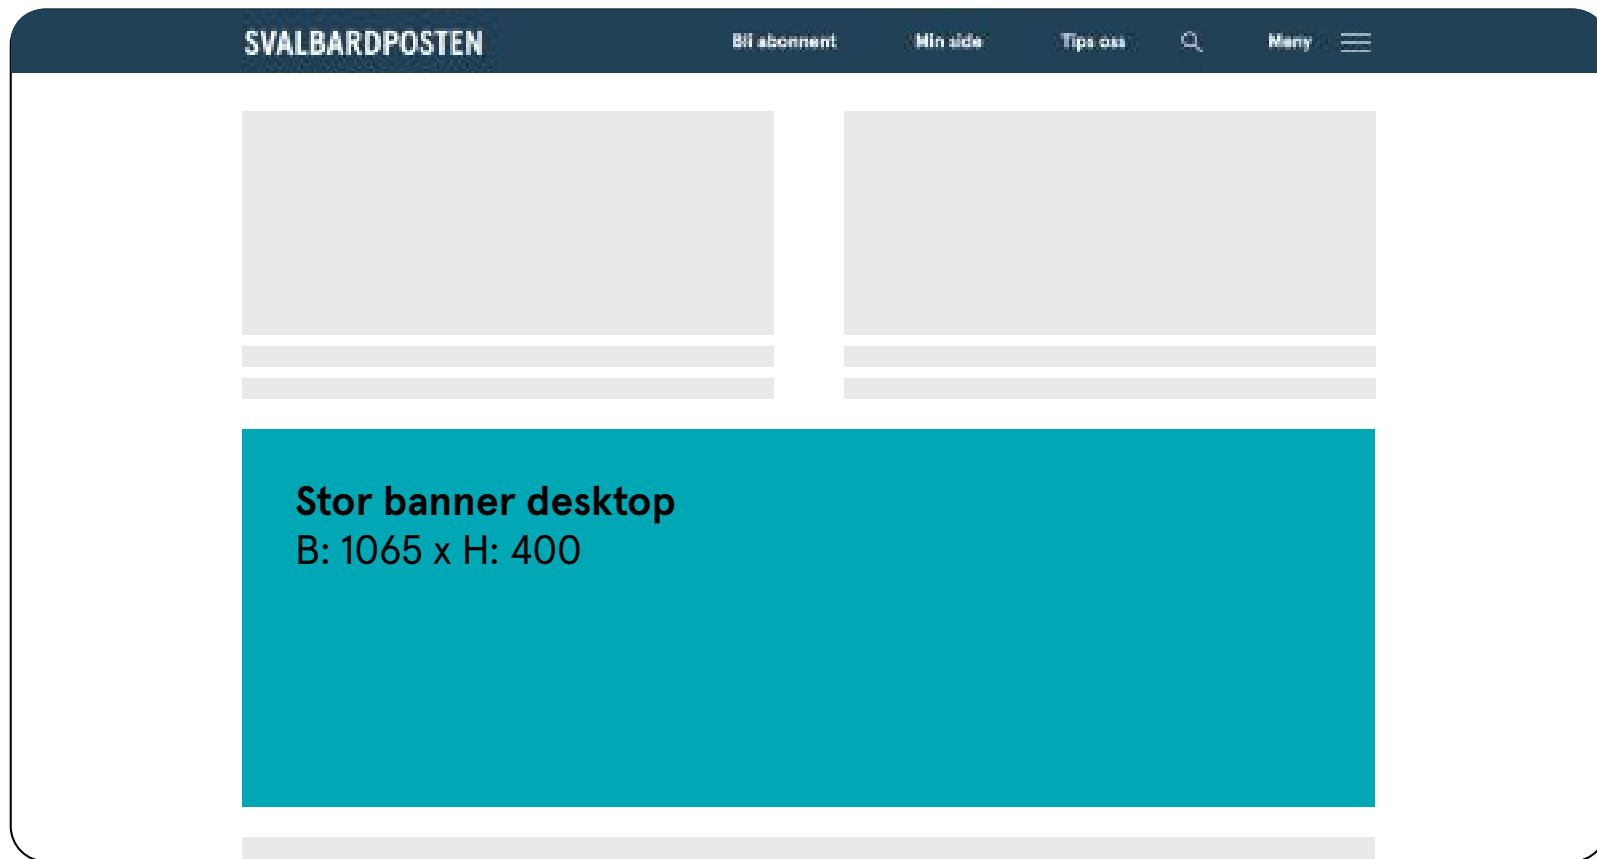 SVALBARDPOSTEN
Bli abonnent Min side Tips oss Meny
Stor banner desktop
B: 1065 x H: 400